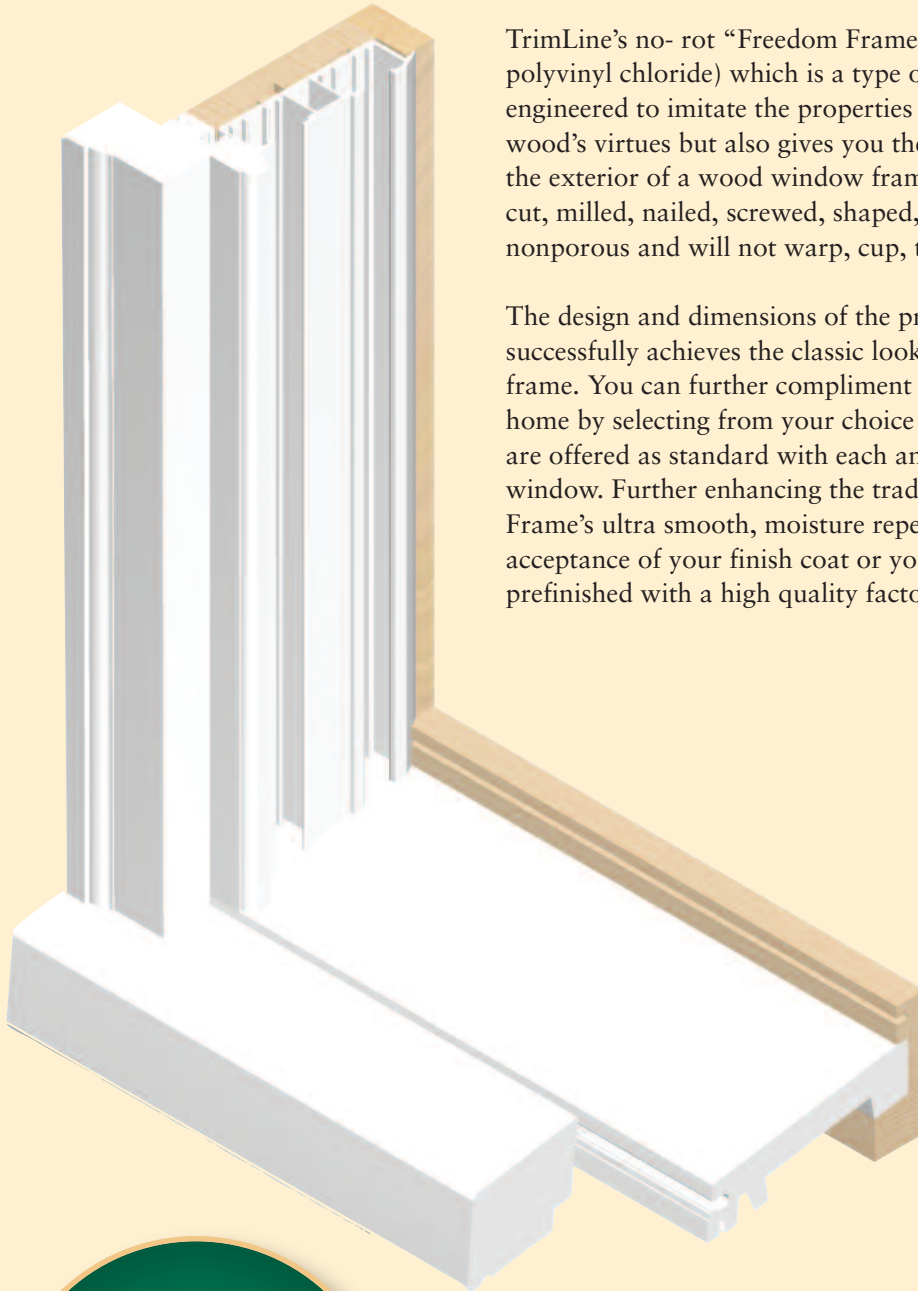 TrimLine’s no- rot “Freedom Frame
polyvinyl chloride) which is a type o
engineered to imitate the properties
wood’s virtues but also gives you the
the exterior of a wood window fram
cut, milled, nailed, screwed, shaped,
nonporous and will not warp, cup, t
The design and dimensions of the pr
successfully achieves the classic look
frame. You can further compliment
home by selecting from your choice
are offered as standard with each an
window. Further enhancing the trad
Frame’s ultra smooth, moisture repe
acceptance of your finish coat or yo
prefinished with a high quality facto